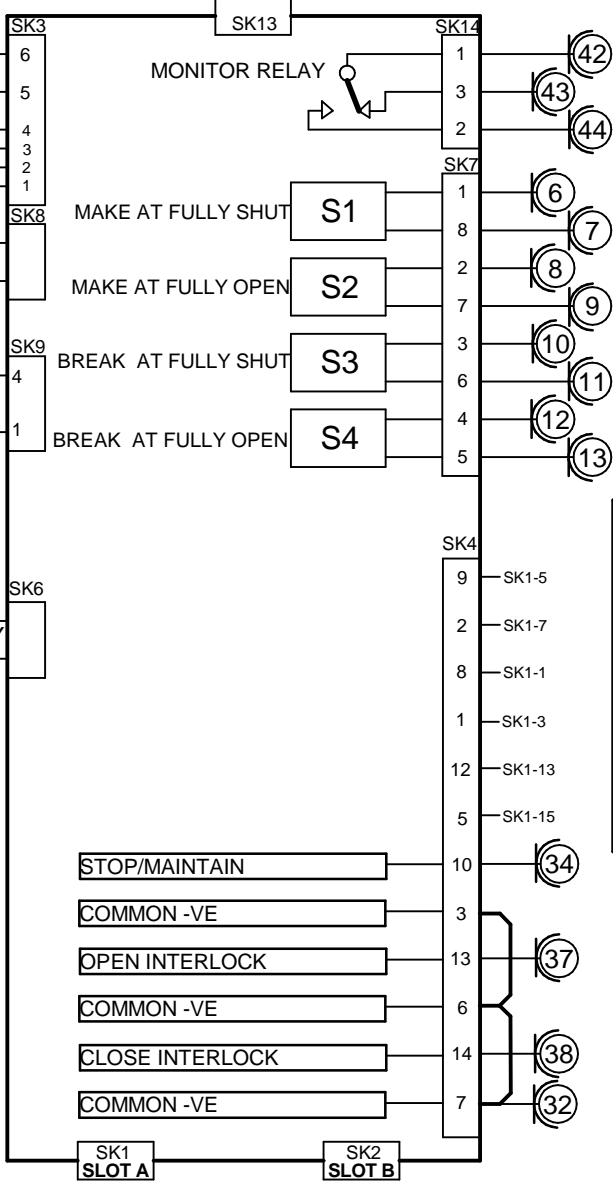 SK3
SK13
SK14
6
MONITOR RELAY
1
42
5
3
43
4
2
44
3
2
1
SK7
SK8
MAKE AT FULLY SHUT
S1
1
6
8
7
MAKE AT FULLY OPEN
S2
2
8
7
9
SK9
BREAK AT FULLY SHUT
S3
3
10
4
6
11
1
BREAK AT FULLY OPEN
S4
4
12
5
13
SK4
SK6
9
SK1-5
2
SK1-7
8
SK1-1
1
SK1-3
12
SK1-13
5
SK1-15
STOP/MAINTAIN
10
34
COMMON -VE
3
OPEN INTERLOCK
13
37
COMMON -VE
6
CLOSE INTERLOCK
14
38
COMMON -VE
7
32
SK1
SLOT A
SK2
SLOT B